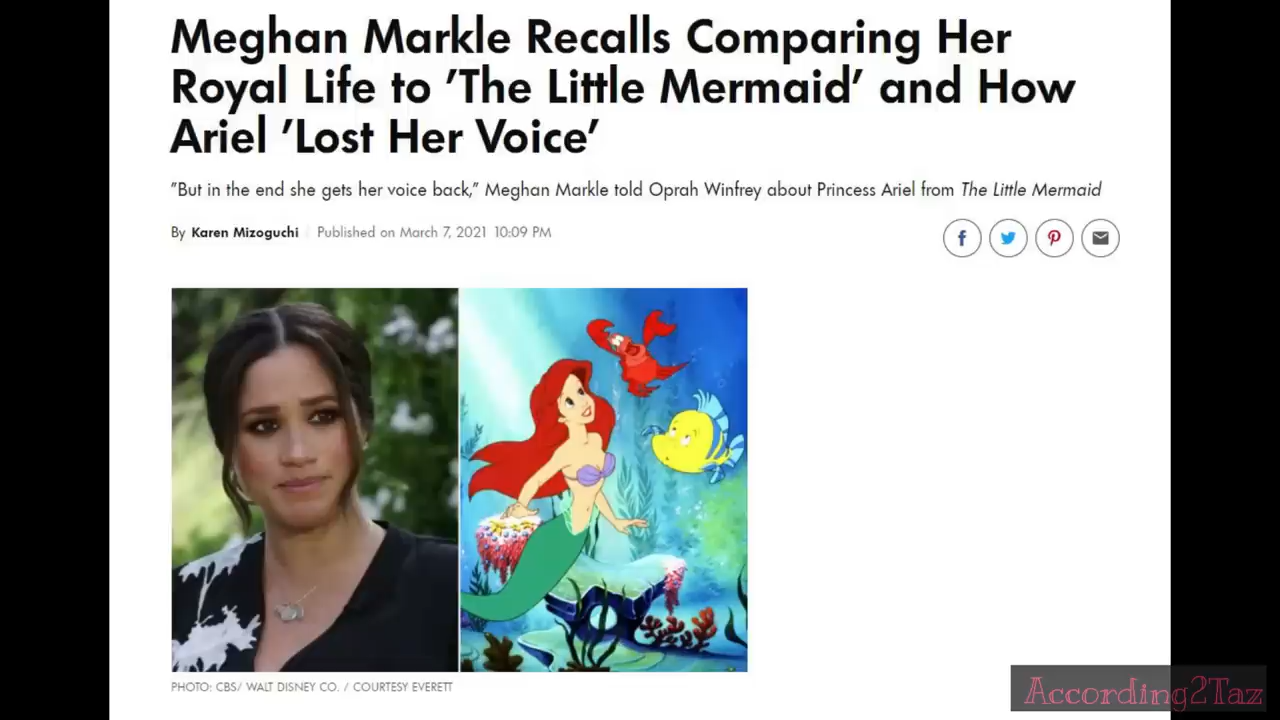 Meghan Markle Recalls Comparing Her
Royal Life to ’The Little Mermaid’ and How
Ariel ’Lost Her Voice’
”But in the end she gets her voice back,” Meghan Markle told Oprah Winfrey about Princess Ariel from The Little Mermaid
By Karen Mizoguchi Published on March 7, 2021 10:09 PM
PHOTO: CBS/ WALT DISNEY CO. / COURTESY EVERETT
According2Taz